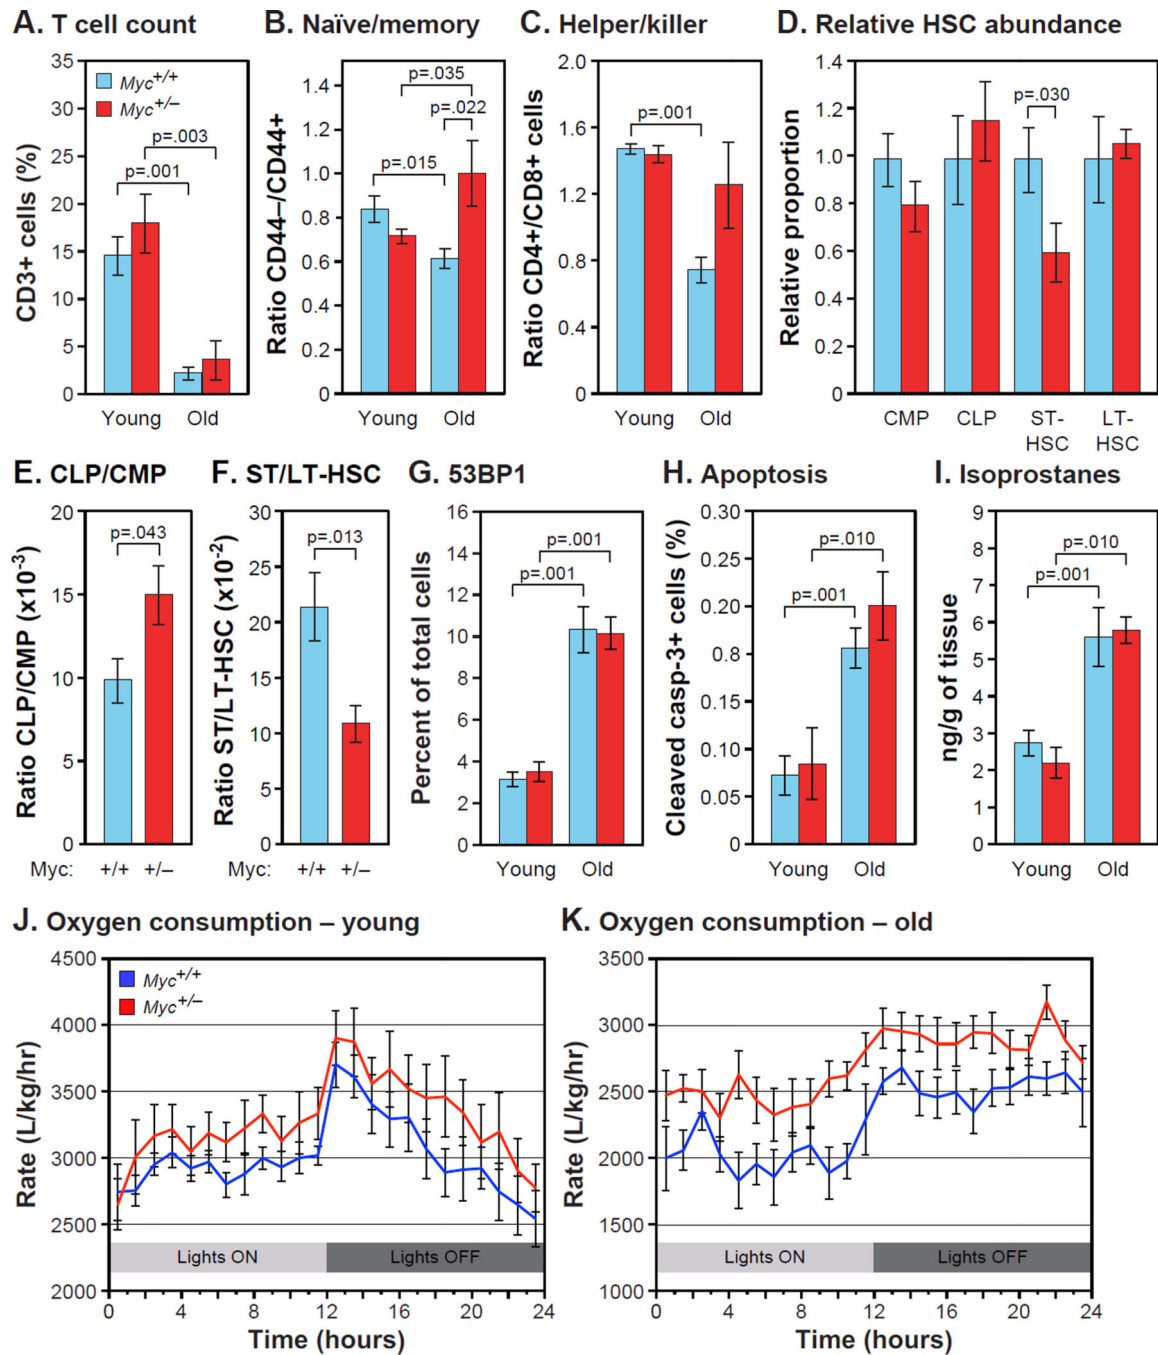 A. T cell count
B. Naïve/memory
C. Helper/killer
D. Relative HSC abundance
CD3+ cells (%)
35
30
25
20
15
10
5
0
Myc+/+
Myc+/–
p=.003
p=.001
Young
Old
Ratio CD44–/CD44+
1.4
1.2
1.0
0.8
0.6
0.4
0.2
0.0
p=.035
p=.022
p=.015
Young
Old
Ratio CD4+/CD8+ cells
2.0
1.6
1.2
0.8
0.4
0
p=.001
Young
Old
Relative proportion
1.4
1.2
1.0
0.8
0.6
0.4
0.2
0
p=.030
CMP
CLP
ST-
HSC
LT-
HSC
E. CLP/CMP
F. ST/LT-HSC
G. 53BP1
H. Apoptosis
I. Isoprostanes
Ratio CLP/CMP (x10-3)
20
15
10
5
0
p=.043
Myc:
+/+
+/–
Ratio ST/LT-HSC (x10-2)
30
25
20
15
10
5
0
p=.013
Myc:
+/+
+/–
Percent of total cells
16
14
12
10
8
6
4
2
0
p=.001
p=.001
Young
Old
Cleaved casp-3+ cells (%)
0.30
0.25
0.20
0.8
0.10
0.05
0
p=.010
p=.001
Young
Old
ng/g of tissue
9
8
7
6
5
4
3
2
1
0
p=.010
p=.001
Young
Old
J. Oxygen consumption – young
K. Oxygen consumption – old
Rate (L/kg/hr)
4500
4000
3500
3000
2500
2000
Myc+/+
Myc+/–
Lights ON
Lights OFF
0
4
8
12
16
20
24
Time (hours)
Rate (L/kg/hr)
3500
3000
2500
2000
1500
1000
Lights ON
Lights OFF
0
4
8
12
16
20
24
Time (hours)